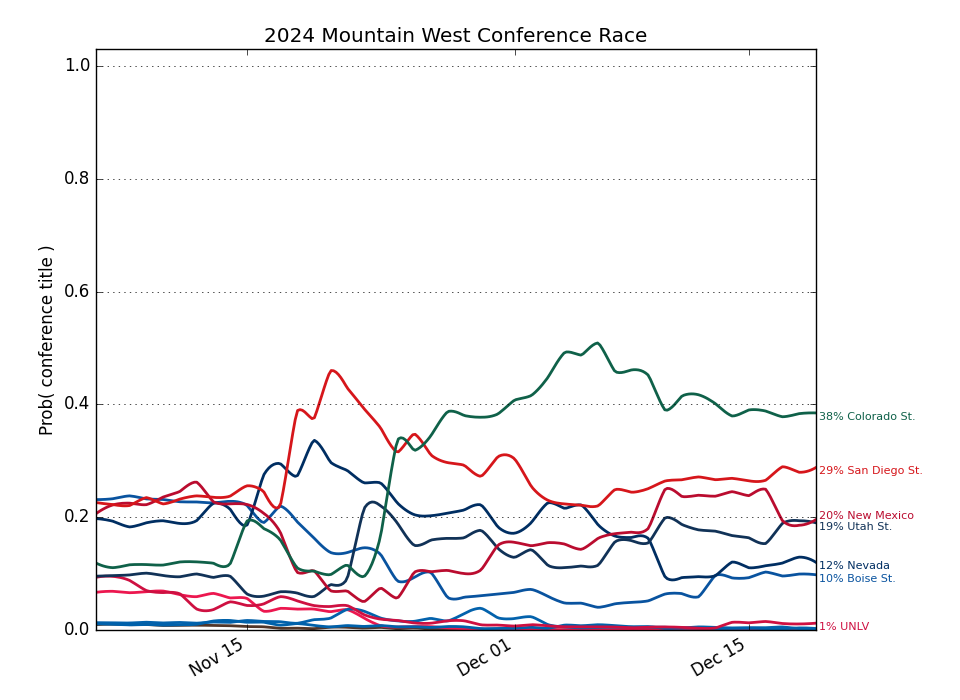 2024 Mountain West Conference Race
Prob( conference title )
1.0
0.8
0.6
0.4
0.2
0.0
Nov 15
Dec 01
Dec 15
38% Colorado St.
29% San Diego St.
20% New Mexico
19% Utah St.
12% Nevada
10% Boise St.
1% UNLV